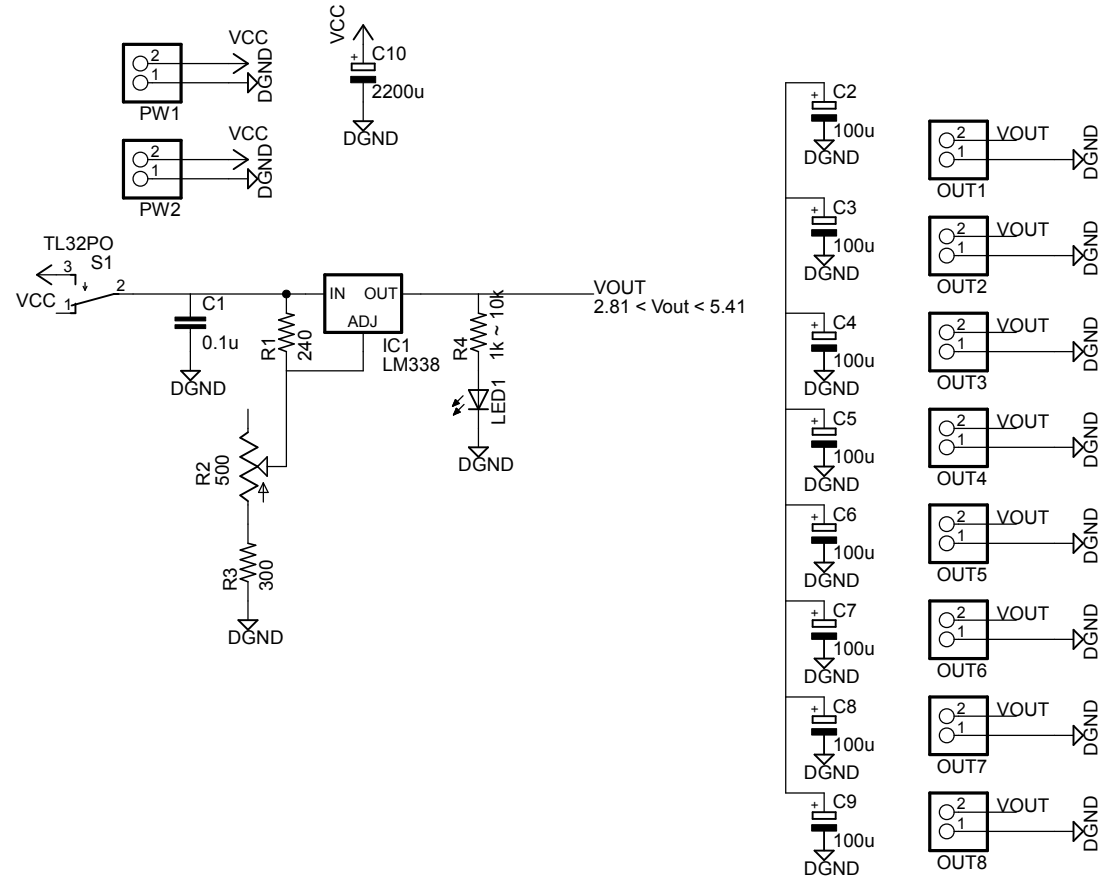 VCC
2
1
DGND
PW1
VCC
2
1
DGND
PW2
VCC
+
C10
2200u
DGND
TL32PO
S1
3
VCC
1
2
C1
0.1u
DGND
R1
240
IN OUT
ADJ
IC1
LM338
R4
1k ~ 10k
LED1
DGND
VOUT
2.81 < Vout < 5.41
R2
500
R3
300
DGND
+
C2
100u
DGND
+
C3
100u
DGND
+
C4
100u
DGND
+
C5
100u
DGND
+
C6
100u
DGND
+
C7
100u
DGND
+
C8
100u
DGND
+
C9
100u
DGND
2
VOUT
1
DGND
OUT1
2
VOUT
1
DGND
OUT2
2
VOUT
1
DGND
OUT3
2
VOUT
1
DGND
OUT4
2
VOUT
1
DGND
OUT5
2
VOUT
1
DGND
OUT6
2
VOUT
1
DGND
OUT7
2
VOUT
1
DGND
OUT8